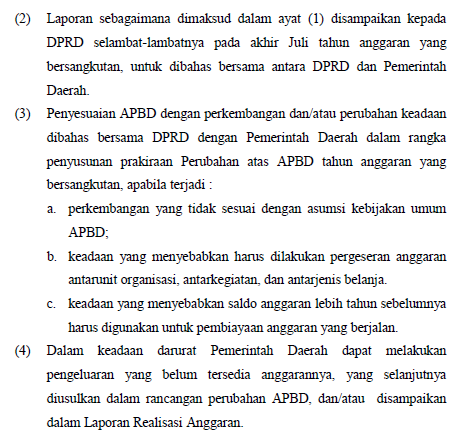 (2) Laporan sebagaimana dimaksud dalam ayat (1) disampaikan kepada
DPRD selambat-lambatnya pada akhir Juli tahun anggaran yang
bersangkutan, untuk dibahas bersama antara DPRD dan Pemerintah
Daerah.
(3) Penyesuaian APBD dengan perkembangan dan/atau perubahan keadaan
dibahas bersama DPRD dengan Pemerintah Daerah dalam rangka
penyusunan prakiraan Perubahan atas APBD tahun anggaran yang
bersangkutan, apabila terjadi :
a. perkembangan yang tidak sesuai dengan asumsi kebijakan umum
APBD;
b. keadaan yang menyebabkan harus dilakukan pergeseran anggaran
antarunit organisasi, antarkegiatan, dan antarjenis belanja.
c. keadaan yang menyebabkan saldo anggaran lebih tahun sebelumnya
harus digunakan untuk pembiayaan anggaran yang berjalan.
(4) Dalam keadaan darurat Pemerintah Daerah dapat melakukan
pengeluaran yang belum tersedia anggarannya, yang selanjutnya
diusulkan dalam rancangan perubahan APBD, dan/atau disampaikan
dalam Laporan Realisasi Anggaran.